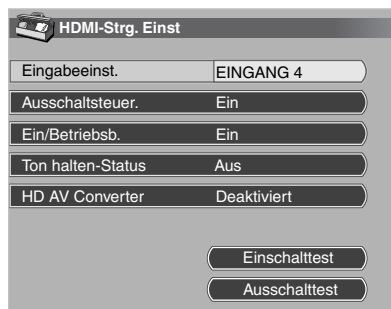 HDMI-Strg. Einst
Eingabeeinst. EINGANG 4
Ausschaltsteuer. Ein
Ein/Betriebsb. Ein
Ton halten-Status Aus
HD AV Converter Deaktiviert
Einschalttest
Ausschalttest